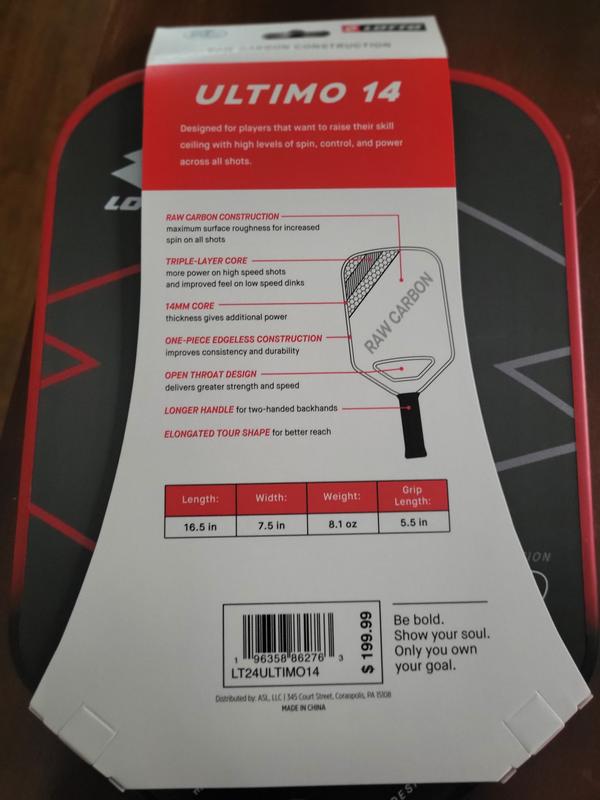 LOTTO
RAW CARBON CONSTRUCTION
ULTIMO 14
Designed for players that want to raise their skill
ceiling with high levels of spin, control, and power
across all shots.
LO
RAW CARBON CONSTRUCTION
maximum surface roughness for increased
spin on all shots
TRIPLE-LAYER CORE
more power on high speed shots
and improved feel on low speed dinks
14MM CORE
thickness gives additional power
ONE-PIECE EDGELESS CONSTRUCTION
improves consistency and durability
OPEN THROAT DESIGN
delivers greater strength and speed
LONGER HANDLE for two-handed backhands
ELONGATED TOUR SHAPE for better reach
RAW CARBON
Length: Width: Weight: Grip Length:
16.5 in 7.5 in 8.1 oz 5.5 in
1 96358 86276 3
LT24ULTIMO14
$ 199.99
Be bold.
Show your soul.
Only you own
your goal.
Distributed by: ASL, LLC | 345 Court Street, Coraopolis, PA 15108
MADE IN CHINA